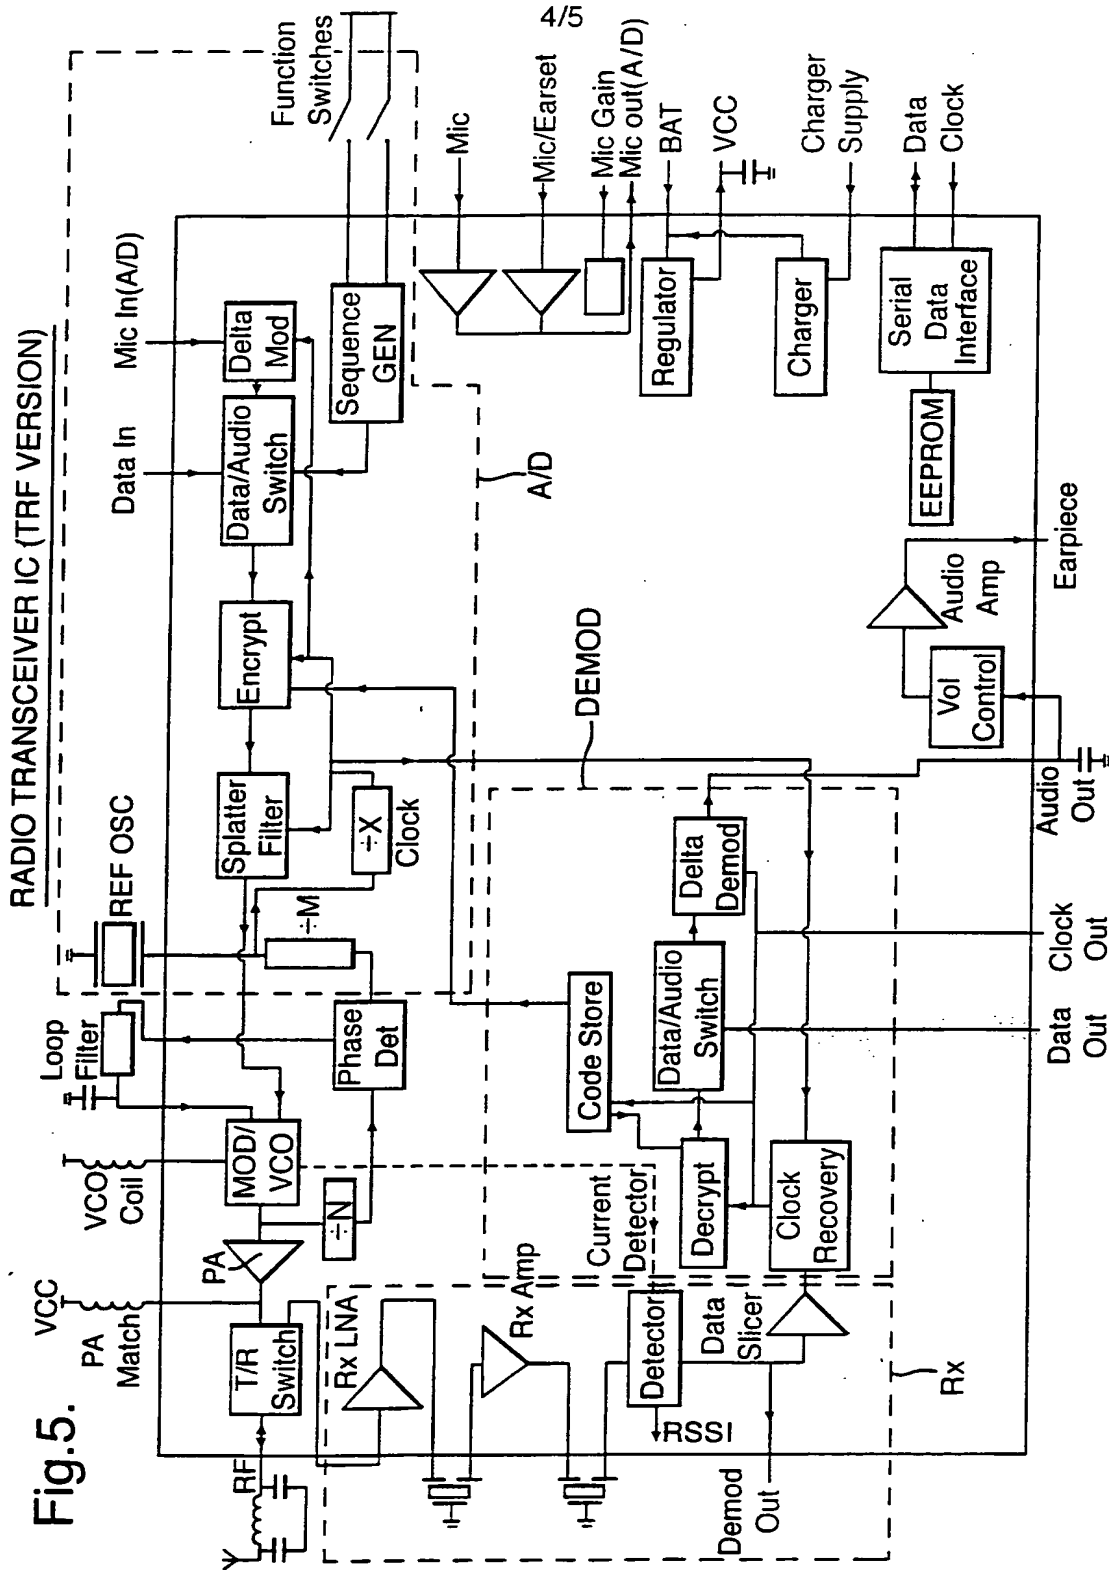 4/5
Fig.5.
RADIO TRANSCEIVER IC (TRF VERSION)
VCC
PA
Match
VCO
Coil
Loop
Filter
REF OSC
Data In
Mic In(A/D)
Function
Switches
RF
T/R
Switch
PA
MOD/
VCO
÷N
Phase
Det
÷M
÷X
Clock
Splatter
Filter
Encrypt
Data/Audio
Switch
Delta
Mod
Sequence
GEN
A/D
Mic
Mic/Earset
Mic Gain
Mic out(A/D)
BAT
VCC
Charger
Supply
Data
Clock
Regulator
Charger
Serial
Data
Interface
EEPROM
Rx LNA
Rx Amp
Current
Detector
Detector
RSSI
Data
Slicer
Demod
Out
Rx
Code Store
Decrypt
Clock
Recovery
Data/Audio
Switch
Delta
Demod
DEMOD
Vol
Control
Audio
Amp
Data
Out
Clock
Out
Audio
Out
Earpiece